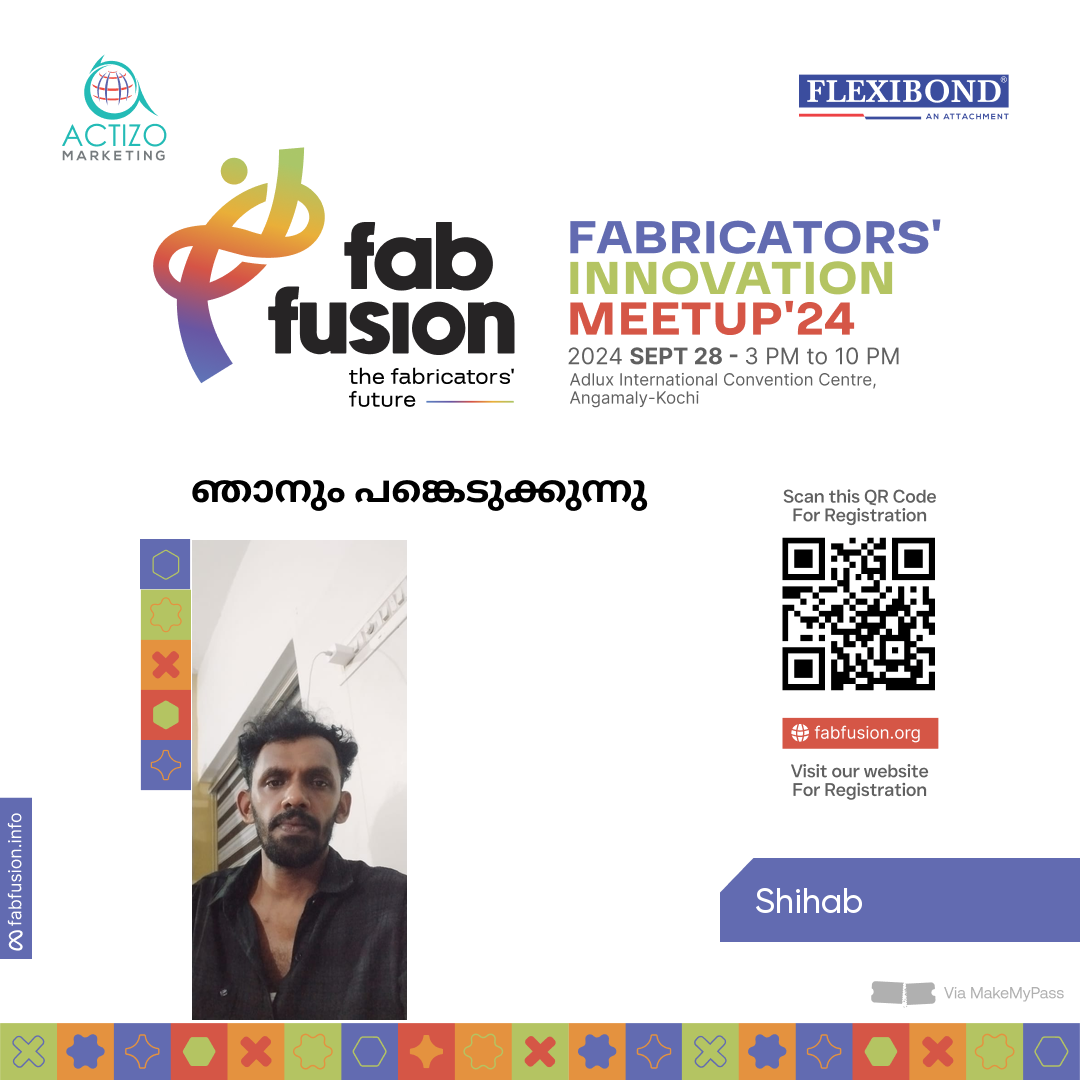 ACTIZO
MARKETING
FLEXIBOND®
AN ATTACHMENT
fab
fusion
the fabricators'
future
FABRICATORS'
INNOVATION
MEETUP'24
2024 SEPT 28 - 3 PM to 10 PM
Adlux International Convention Centre,
Angamaly-Kochi
ഞാനും പങ്കെടുക്കുന്നു
Scan this QR Code
For Registration
fabfusion.org
Visit our website
For Registration
fabfusion.info
Shihab
Via MakeMyPass